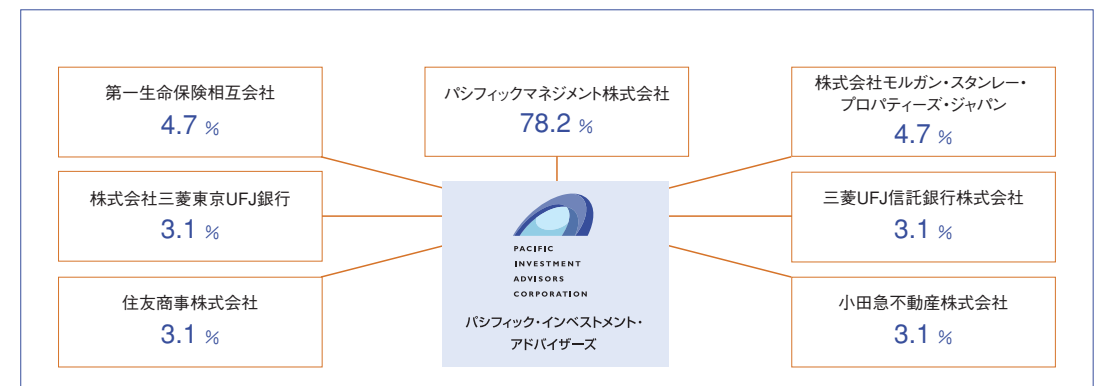 第一生命保険相互会社
4.7 %
パシフィックマネジメント株式会社
78.2 %
株式会社モルガン・スタンレー・
プロパティーズ・ジャパン
4.7 %
株式会社三菱東京UFJ銀行
3.1 %
三菱UFJ信託銀行株式会社
3.1 %
住友商事株式会社
3.1 %
PACIFIC
INVESTMENT
ADVISORS
CORPORATION
パシフィック・インベストメント・
アドバイザーズ
小田急不動産株式会社
3.1 %